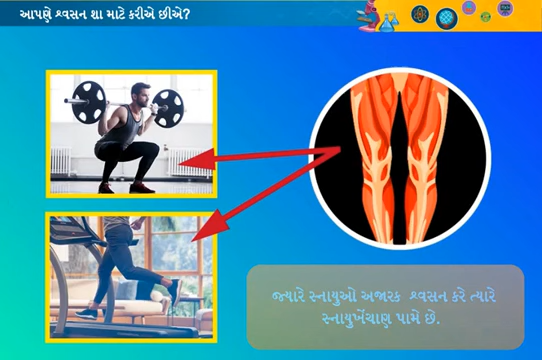 આપણે શ્વસન શા માટે કરીએ છીએ?
જ્યારે સ્નાયુઓ અજારક શ્વસન કરે ત્યારે
સ્નાયુખેંચાણ પામે છે.